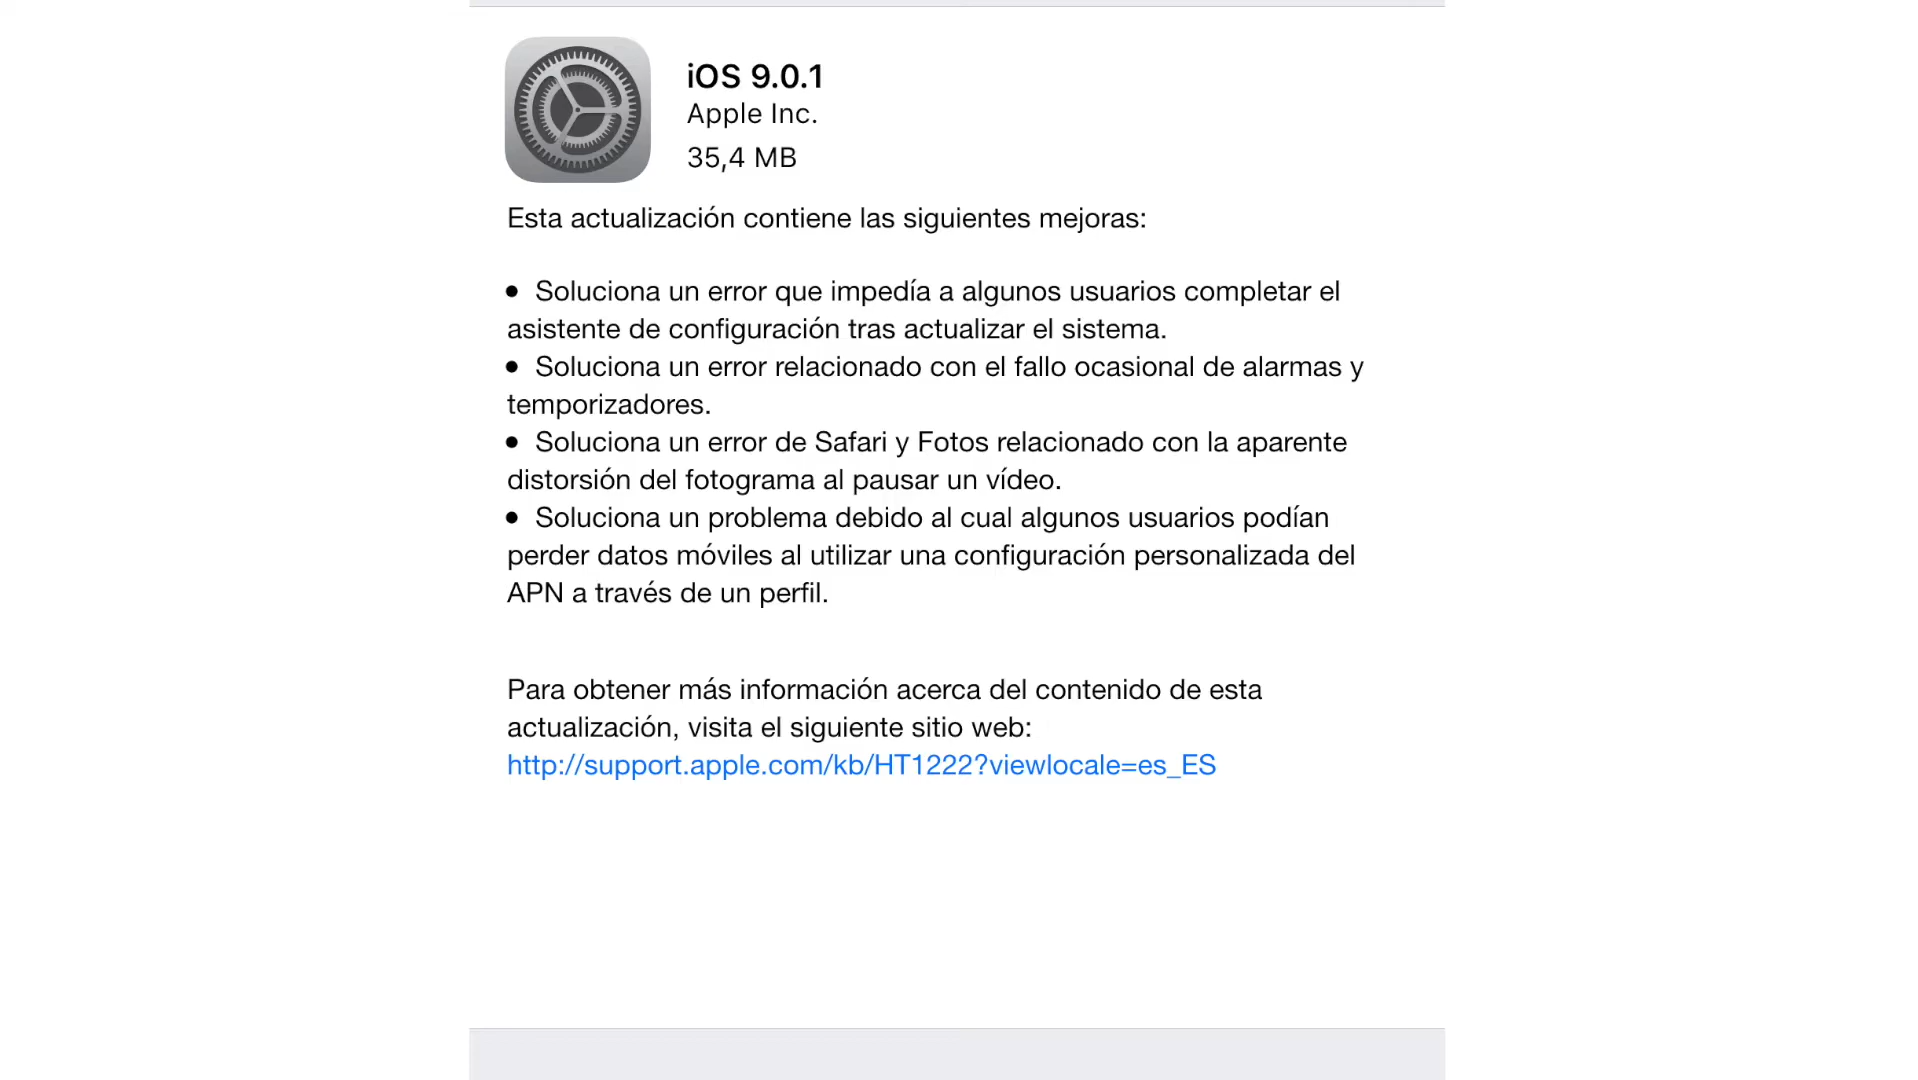 iOS 9.0.1
Apple Inc.
35,4 MB
Esta actualización contiene las siguientes mejoras:
● Soluciona un error que impedía a algunos usuarios completar el
asistente de configuración tras actualizar el sistema.
● Soluciona un error relacionado con el fallo ocasional de alarmas y
temporizadores.
● Soluciona un error de Safari y Fotos relacionado con la aparente
distorsión del fotograma al pausar un vídeo.
● Soluciona un problema debido al cual algunos usuarios podían
perder datos móviles al utilizar una configuración personalizada del
APN a través de un perfil.
Para obtener más información acerca del contenido de esta
actualización, visita el siguiente sitio web:
http://support.apple.com/kb/HT1222?viewlocale=es_ES